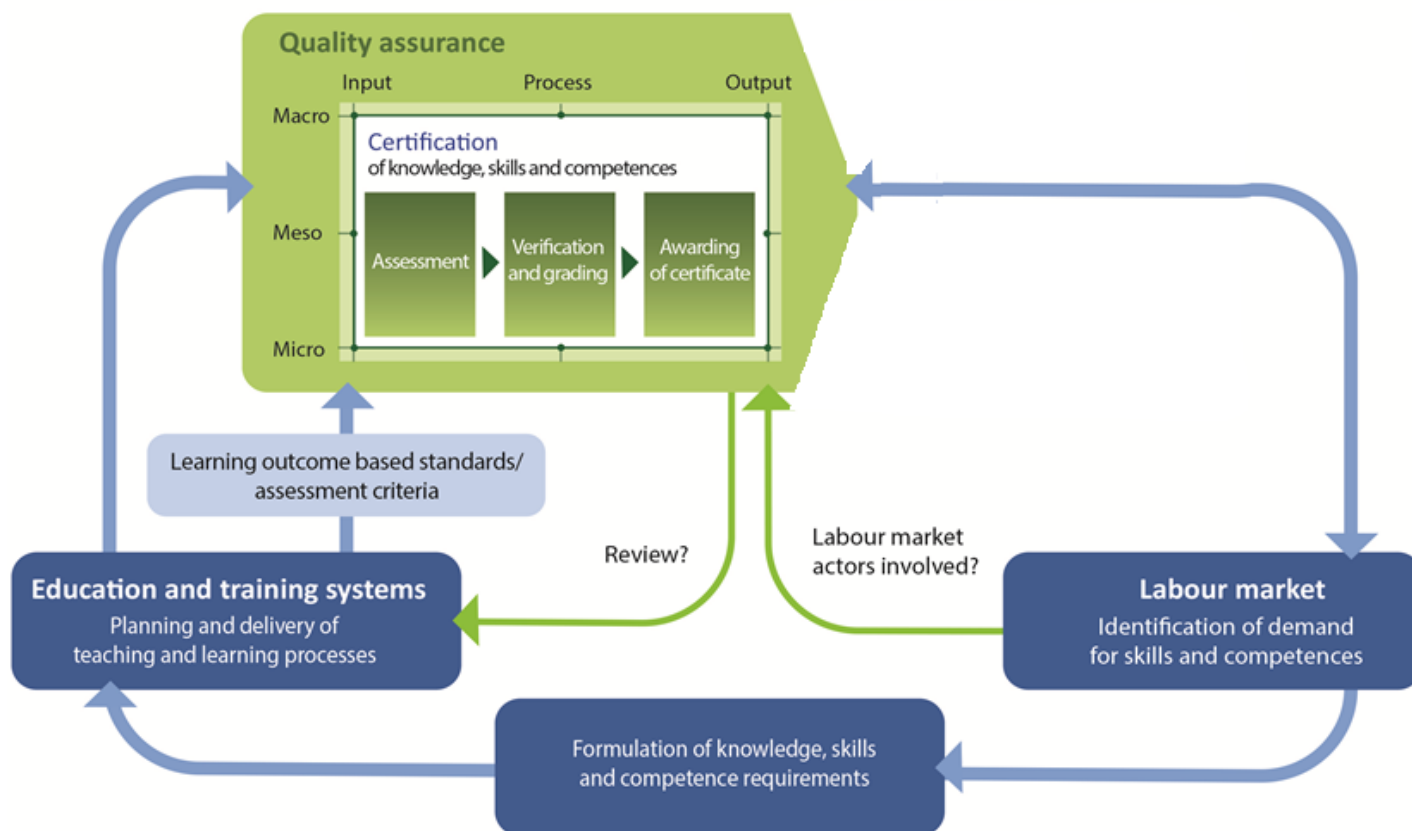 Quality assurance
Input
Process
Output
Macro
Meso
Micro
Certification
of knowledge, skills and competences
Assessment
Verification
and grading
Awarding
of certificate
Learning outcome based standards/
assessment criteria
Review?
Labour market
actors involved?
Education and training systems
Planning and delivery of
teaching and learning processes
Labour market
Identification of demand
for skills and competences
Formulation of knowledge, skills
and competence requirements